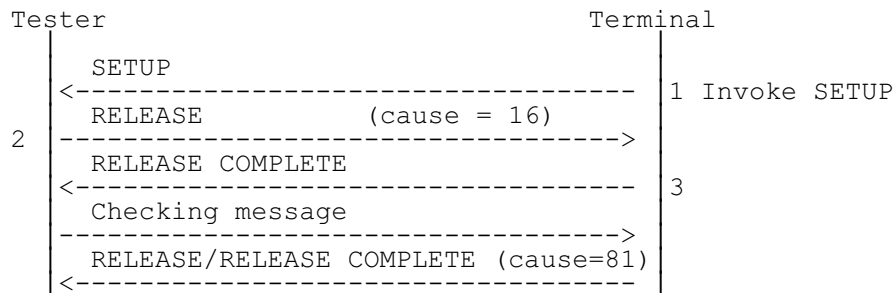 Tester Terminal
SETUP
<------------------------------------ 1 Invoke SETUP
RELEASE (cause = 16)
2 ------------------------------------>
RELEASE COMPLETE
<------------------------------------ 3
Checking message
------------------------------------>
RELEASE/RELEASE COMPLETE (cause=81)
<------------------------------------